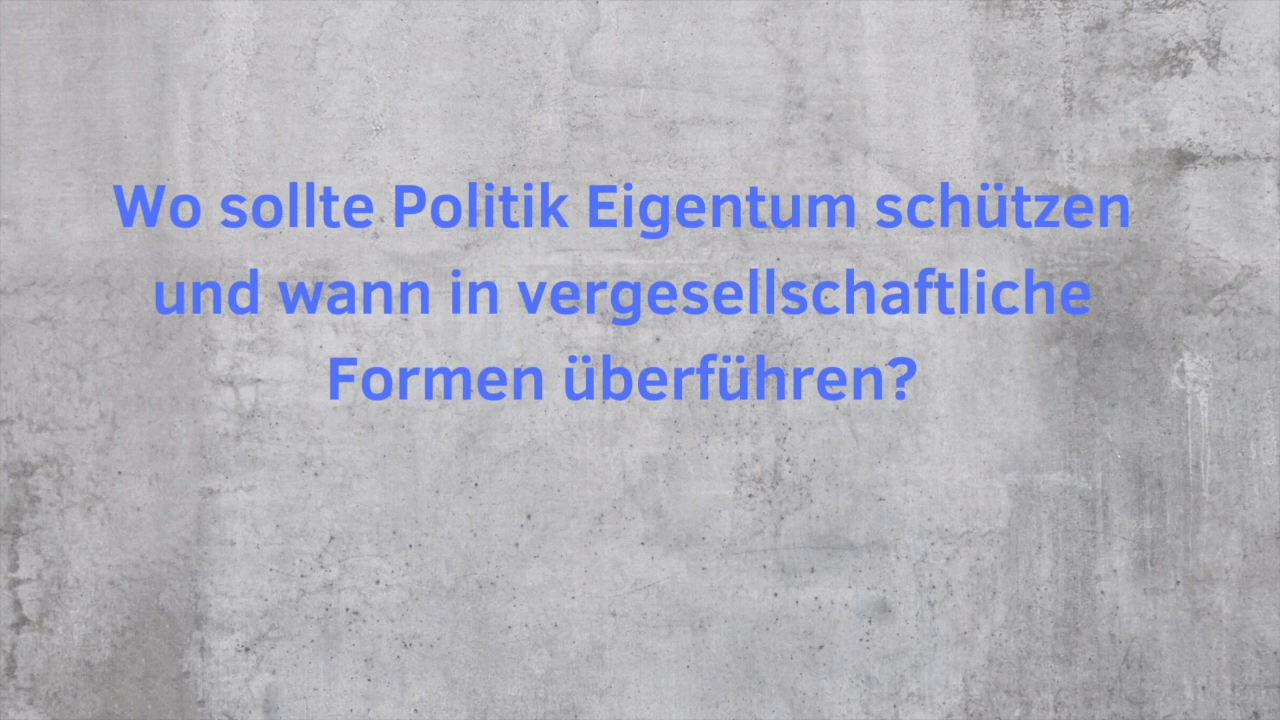 Wo sollte Politik Eigentum schützen
und wann in vergesellschaftliche
Formen überführen?